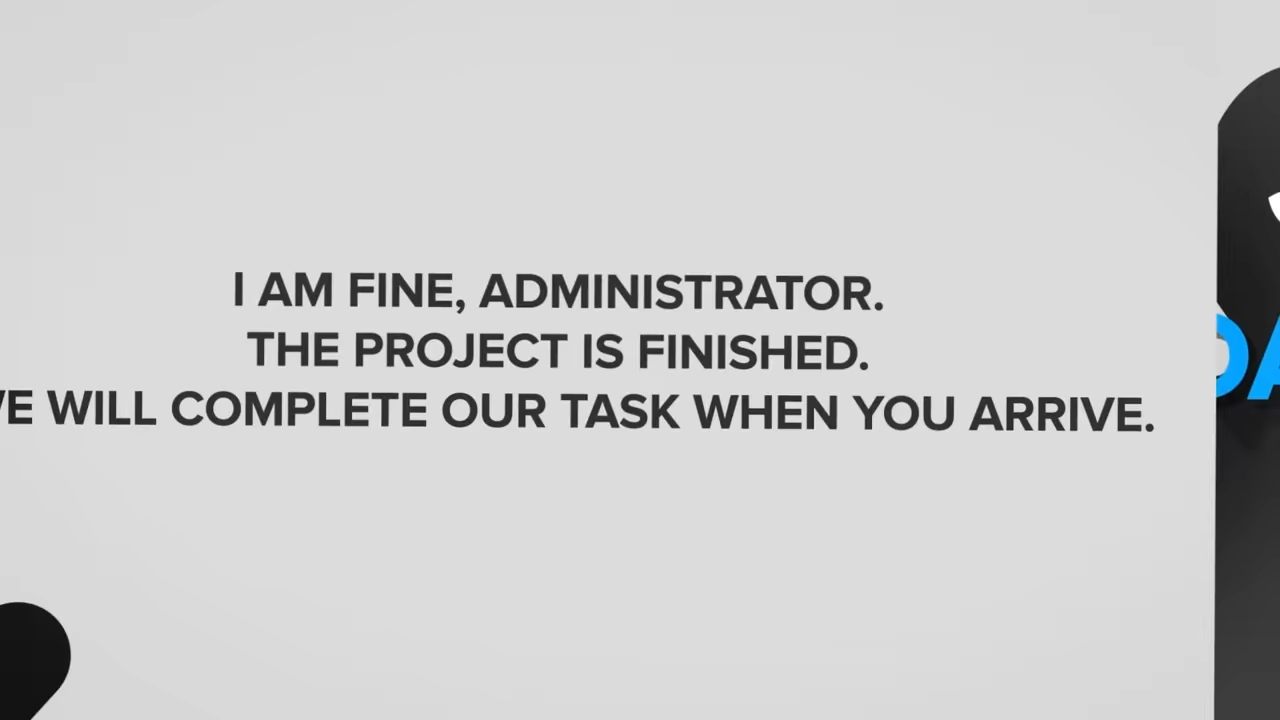 I AM FINE, ADMINISTRATOR.
THE PROJECT IS FINISHED.
WILL COMPLETE OUR TASK WHEN YOU ARRIVE.